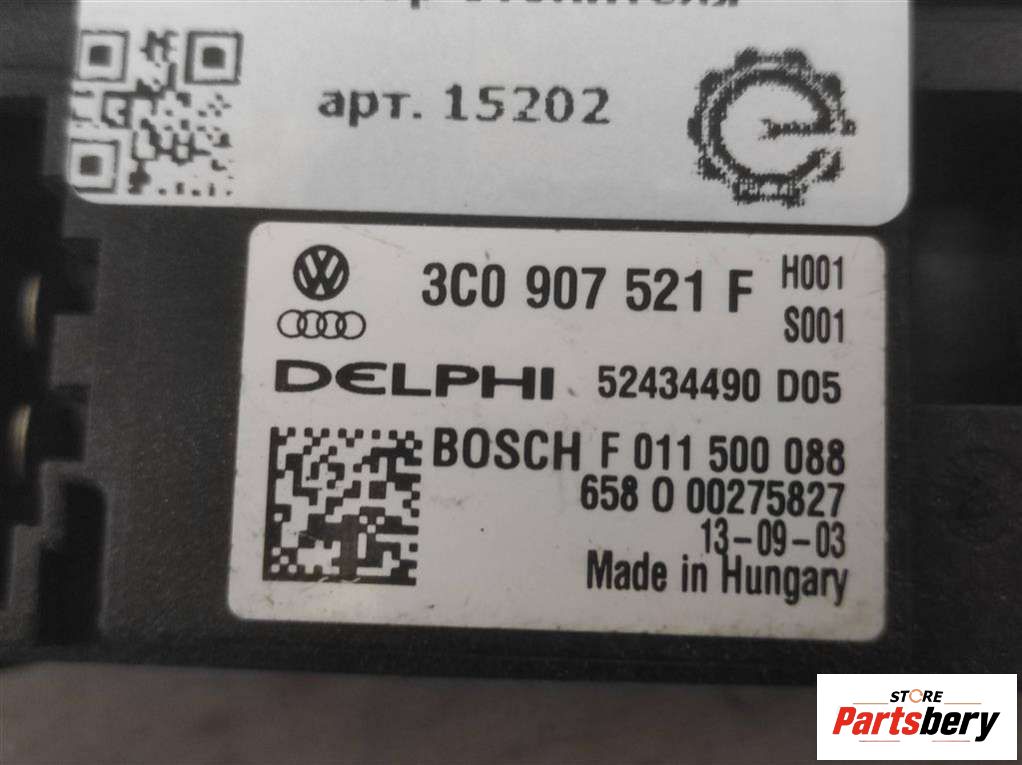 арт. 15202
3C0 907 521 F
H001
S001
DELPHI 52434490 D05
BOSCH F 011 500 088
658 0 00275827
13-09-03
Made in Hungary
STORE
Partsbery